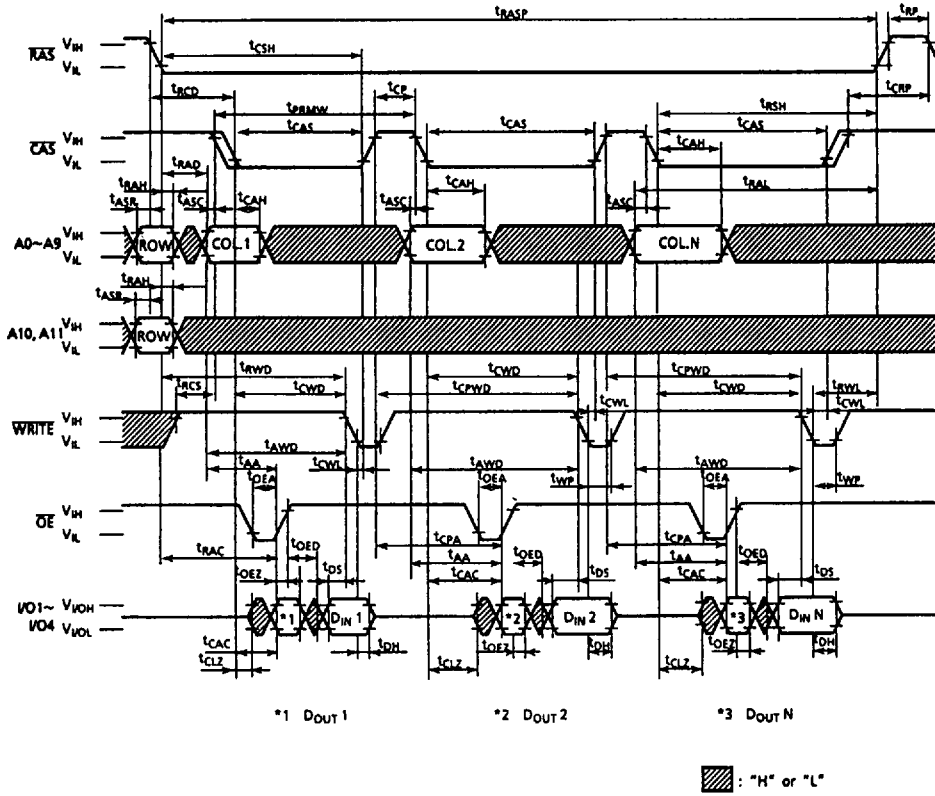 tRASP tRP
RAS VIH
VIL
tCSH
tRCD tCP tCRP
tPRMW tRSH
CAS VIH
VIL
tCAS tCAS tCAS
tRAD tCAH
tRAH tCAH tRAL
tASR tASC tCAH tASC tASC
A0~A9 VIH
VIL
ROW COL.1 COL.2 COL.N
tRAH
tASR
A10, A11 VIH
VIL
ROW
tRWD tCWD tCPWD
tRCS tCWD tCPWD tCWD tRWL
tCWL tCWL
WRITE VIH
VIL
tAWD
tAA tCWL tAWD tAWD
tOEA tOEA tWP tOEA tWP
OE VIH
VIL
tRAC tOED tCPA tCPA
tOEZ tDS tAA tOED tAA tOED
tCAC tDS tCAC tDS
I/O1~ VI/OH
I/O4 VI/OL
*1 DIN 1 *2 DIN 2 *3 DIN N
tCAC tDH tOEZ tDH tOEZ tDH
tCLZ tCLZ tCLZ
*1 DOUT 1 *2 DOUT 2 *3 DOUT N
: "H" or "L"